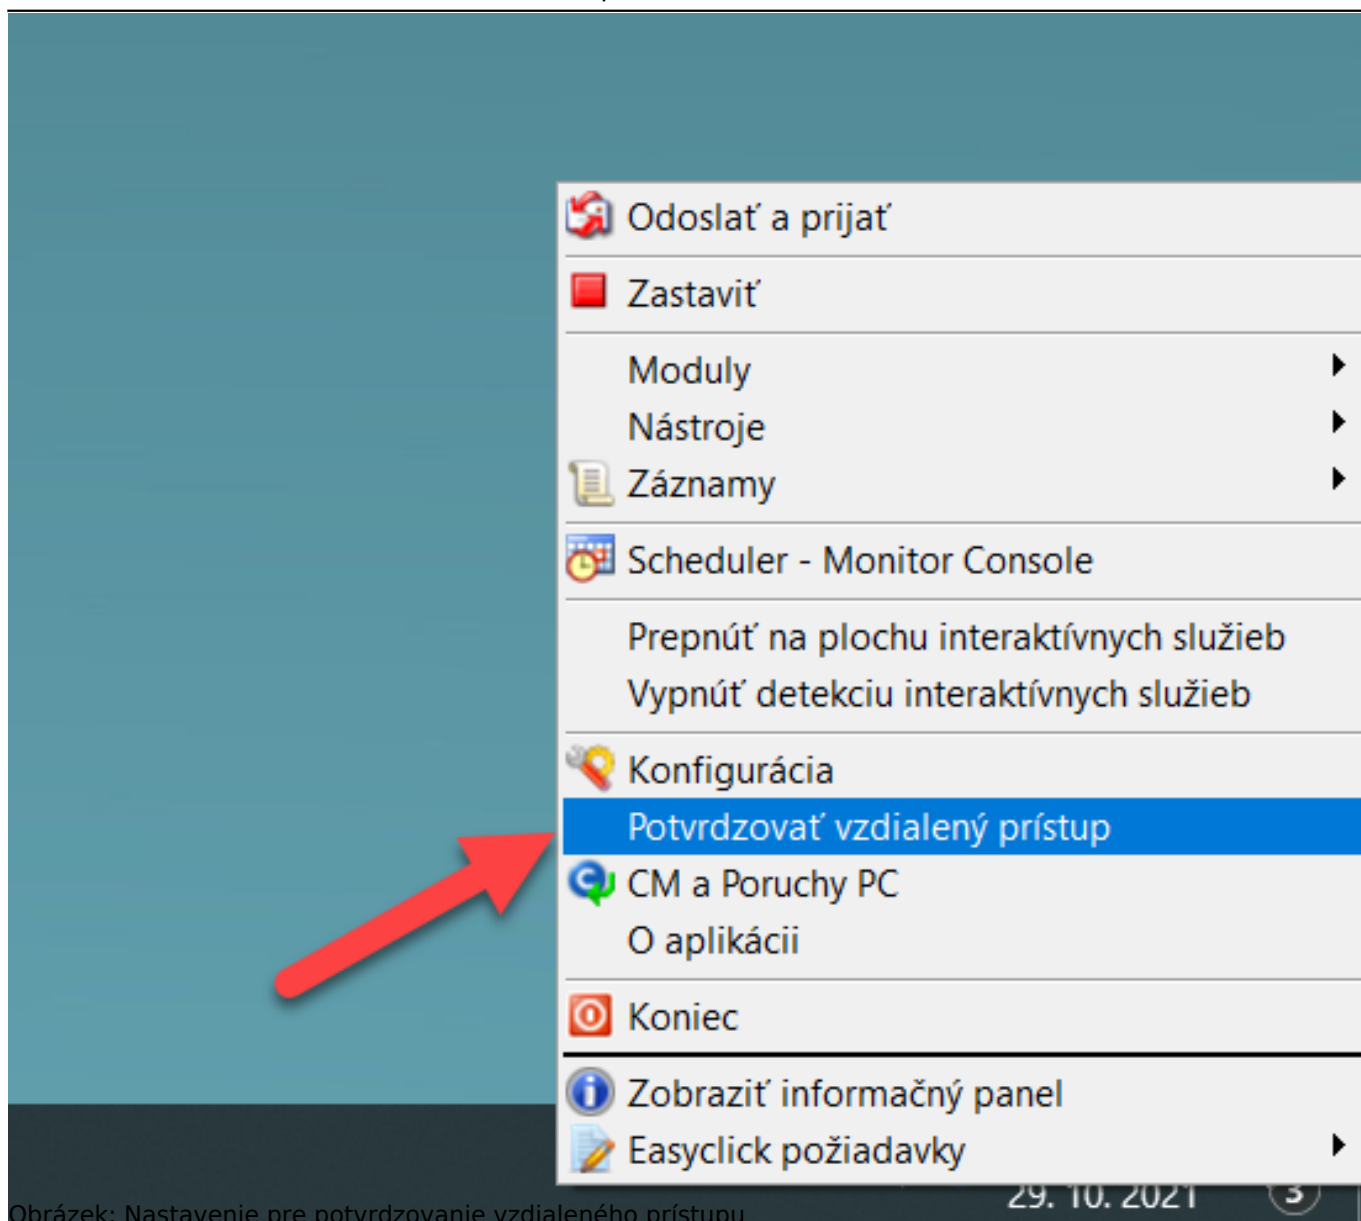 Odoslať a prijať
Zastaviť
Moduly
Nástroje
Záznamy
Scheduler - Monitor Console
Prepnúť na plochu interaktívnych služieb
Vypnúť detekciu interaktívnych služieb
Konfigurácia
Potvrdzovať vzdialený prístup
CM a Poruchy PC
O aplikácii
Koniec
Zobraziť informačný panel
Easyclick požiadavky
29. 10. 2021
3
Obrázek: Nastavenie pre potvrdzovanie vzdialeného prístupu